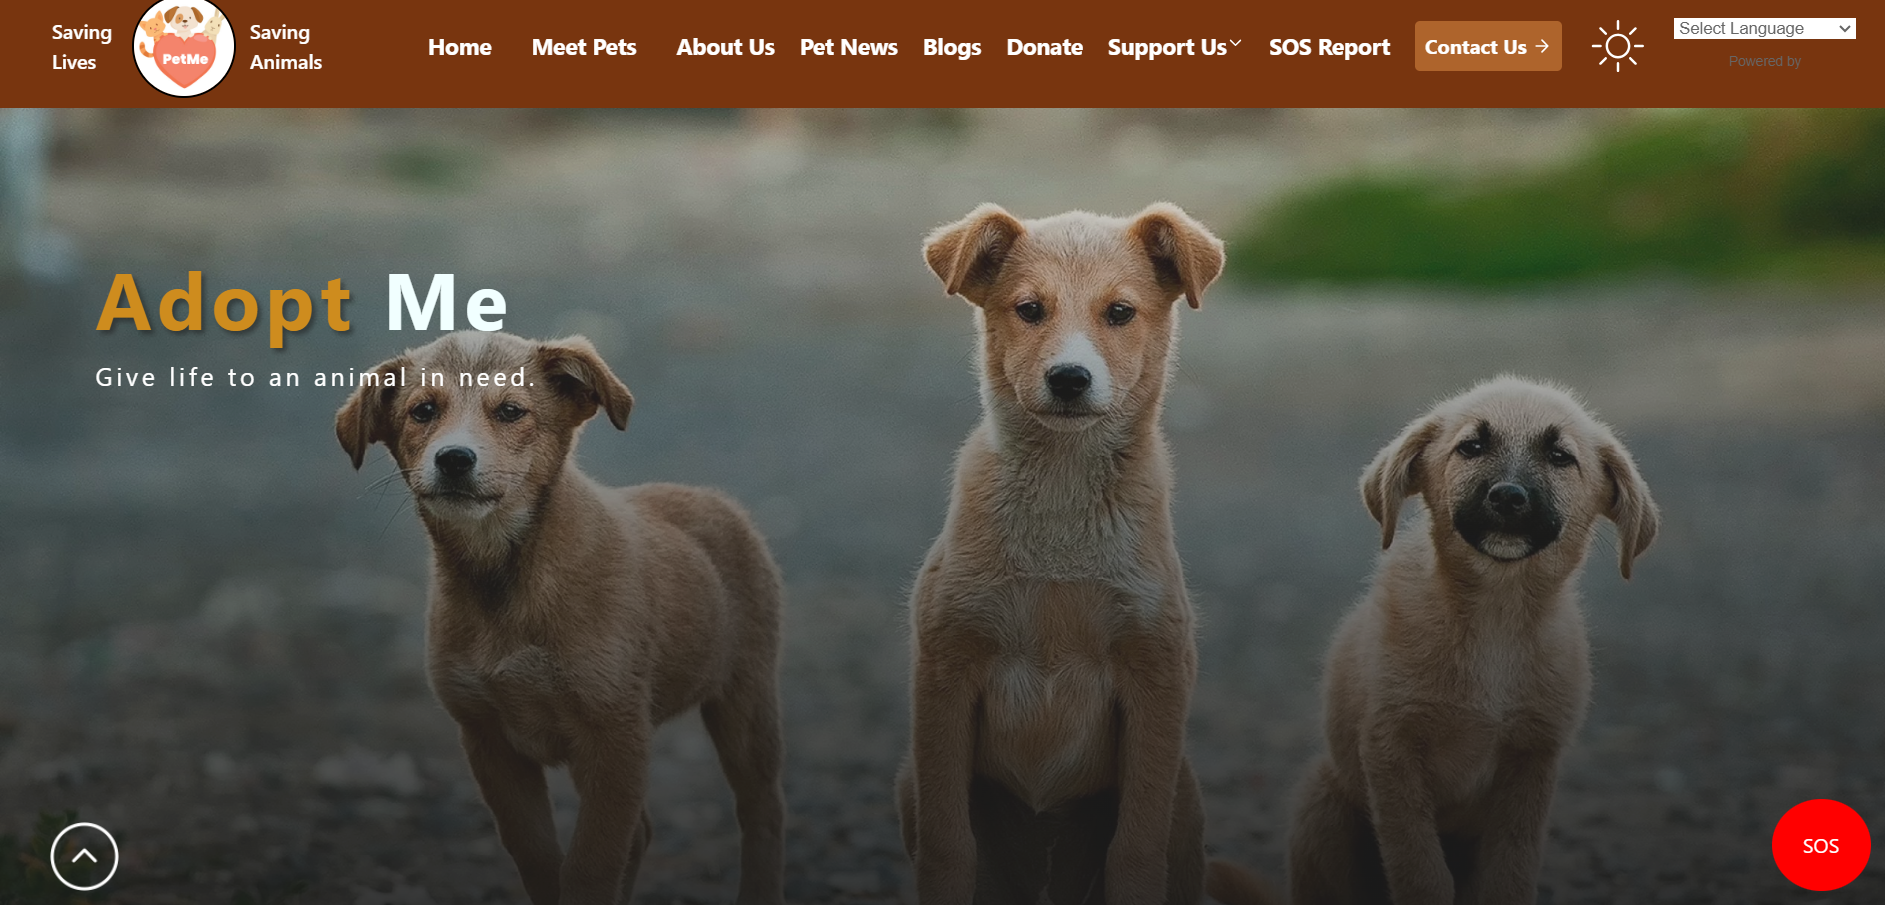 Saving
Lives
PetMe
Saving
Animals
Home Meet Pets About Us Pet News Blogs Donate Support Us SOS Report Contact Us →
Select Language
Powered by
Adopt Me
Give life to an animal in need.
SOS